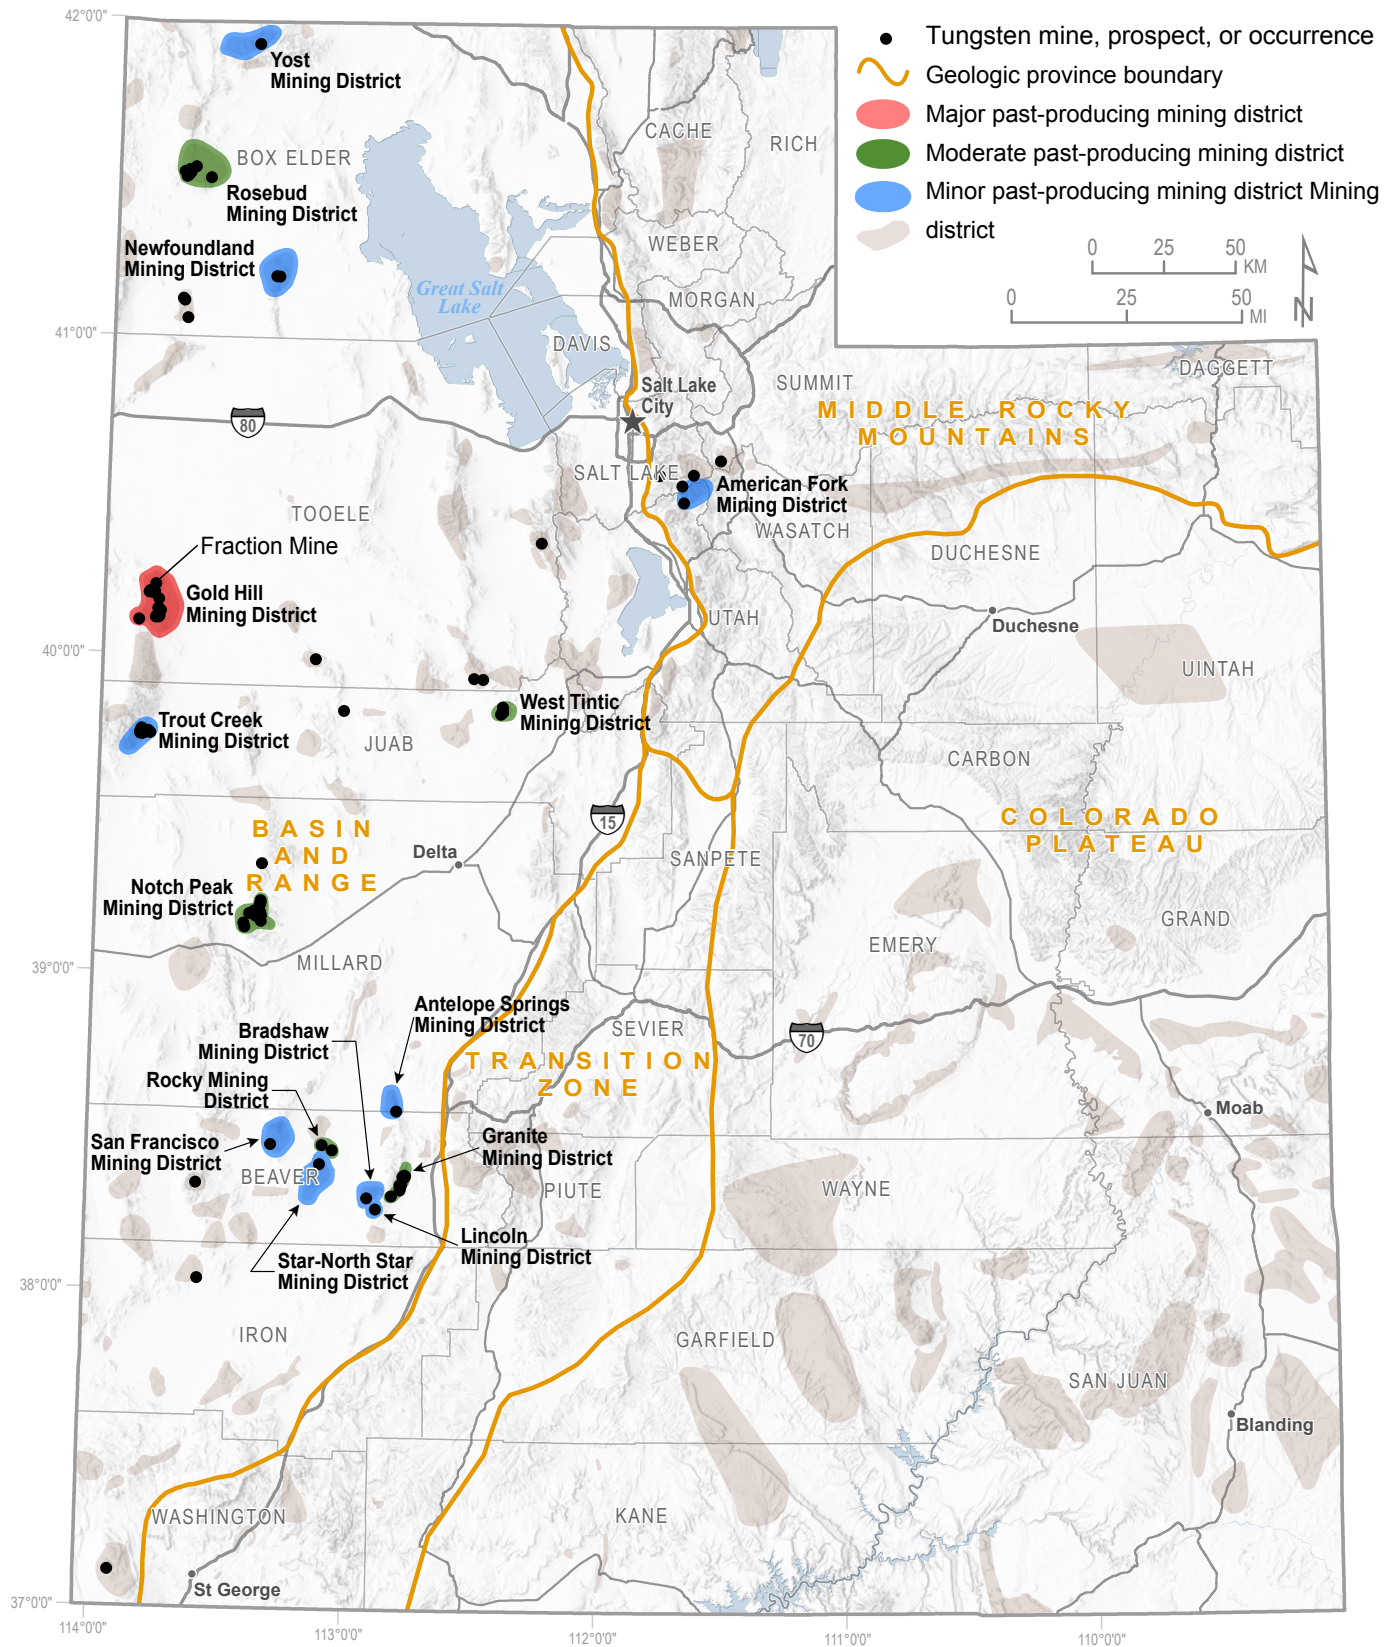 42°0'0"
Tungsten mine, prospect, or occurrence
Geologic province boundary
Major past-producing mining district
Moderate past-producing mining district
Minor past-producing mining district Mining
district
0 25 50
KM
0 25 50
MI
N
Yost
Mining District
CACHE
RICH
BOX ELDER
Rosebud
Mining District
WEBER
Newfoundland
Mining District
Great Salt
Lake
MORGAN
41°0'0"
DAVIS
DAGGETT
Salt Lake
City
SUMMIT
MIDDLE ROCKY
MOUNTAINS
80
SALT LAKE
American Fork
Mining District
TOOELE
WASATCH
Fraction Mine
DUCHESNE
Gold Hill
Mining District
UTAH
Duchesne
40°0'0"
UINTAH
West Tintic
Mining District
Trout Creek
Mining District
JUAB
CARBON
BASIN
AND
RANGE
15
COLORADO
PLATEAU
Delta
SANPETE
Notch Peak
Mining District
GRAND
EMERY
39°0'0"
MILLARD
Antelope Springs
Mining District
Bradshaw
Mining District
SEVIER
70
TRANSITION
ZONE
Rocky Mining
District
Moab
San Francisco
Mining District
Granite
Mining District
BEAVER
PIUTE
WAYNE
Lincoln
Mining District
Star-North Star
Mining District
38°0'0"
IRON
GARFIELD
SAN JUAN
Blanding
WASHINGTON
KANE
St George
37°0'0"
114°0'0"
113°0'0"
112°0'0"
111°0'0"
110°0'0"